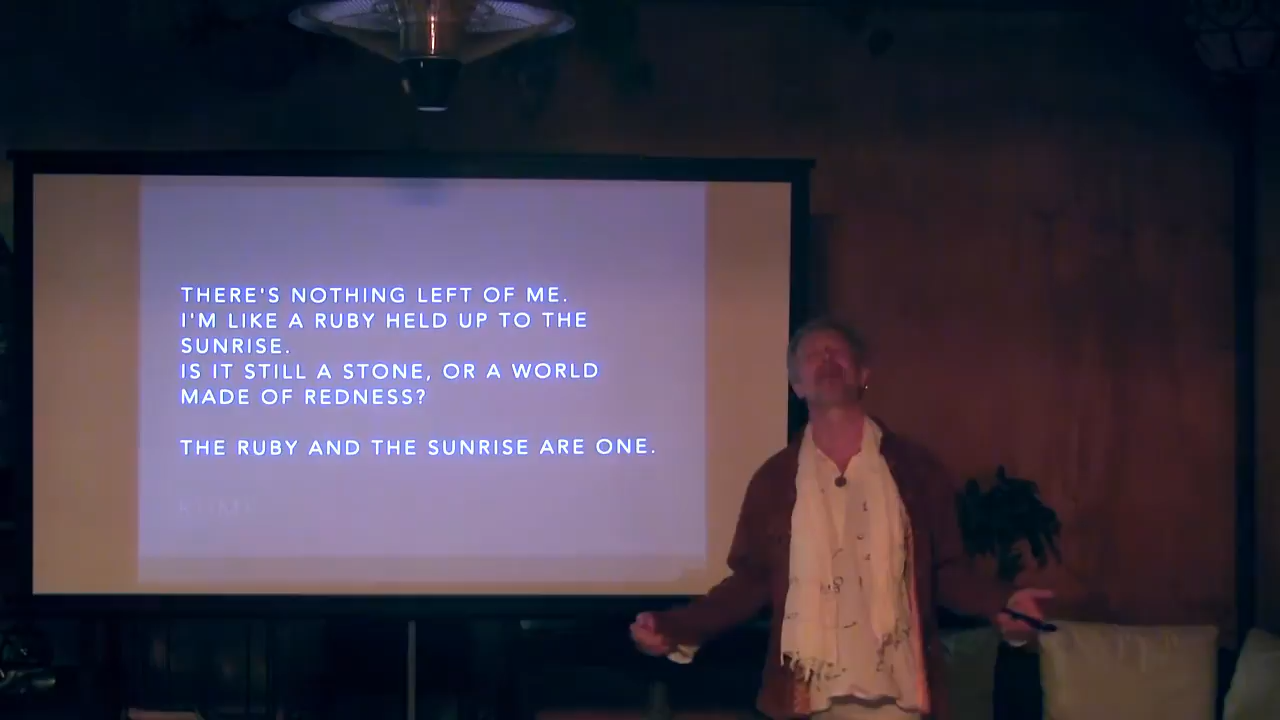 THERE'S NOTHING LEFT OF ME.
I'M LIKE A RUBY HELD UP TO THE
SUNRISE.
IS IT STILL A STONE, OR A WORLD
MADE OF REDNESS?
THE RUBY AND THE SUNRISE ARE ONE.